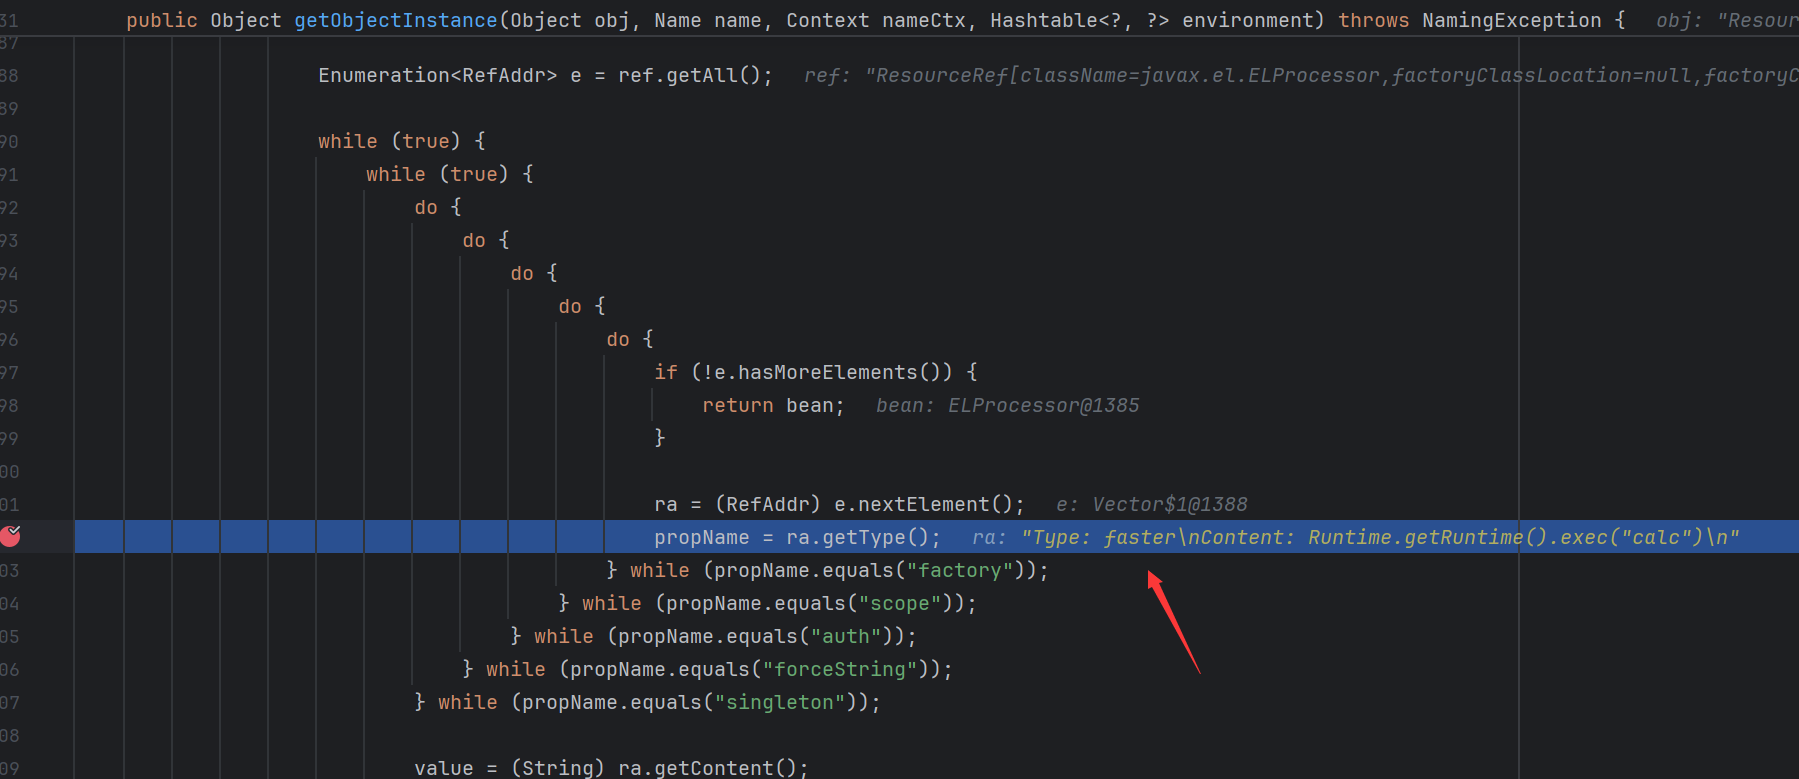 31 public Object getObjectInstance(Object obj, Name name, Context nameCtx, Hashtable<?, ?> environment) throws NamingException { obj: "Resour
87
88 Enumeration<RefAddr> e = ref.getAll(); ref: "ResourceRef[className=javax.el.ELProcessor,factoryClassLocation=null,factoryC
89
90 while (true) {
91 while (true) {
92 do {
93 do {
94 do {
95 do {
96 do {
97 if (!e.hasMoreElements()) {
98 return bean; bean: ELProcessor@1385
99 }
00
01 ra = (RefAddr) e.nextElement(); e: Vector$1@1388
propName = ra.getType(); ra: "Type: faster\nContent: Runtime.getRuntime().exec("calc")\n"
03 } while (propName.equals("factory"));
04 } while (propName.equals("scope"));
05 } while (propName.equals("auth"));
06 } while (propName.equals("forceString"));
07 } while (propName.equals("singleton"));
08
09 value = (String) ra.getContent();